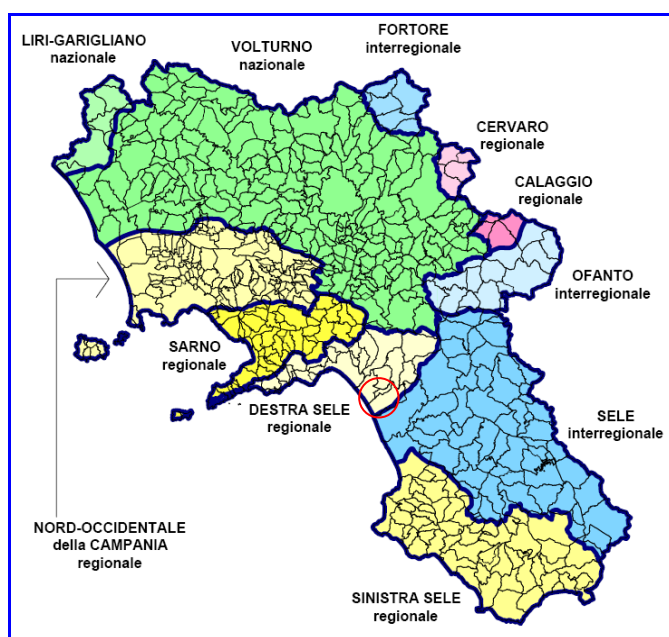 LIRI-GARIGLIANO
nazionale
VOLTURNO
nazionale
FORTORE
interregionale
CERVARO
regionale
CALAGGIO
regionale
OFANTO
interregionale
SARNO
regionale
DESTRA SELE
regionale
SELE
interregionale
NORD-OCCIDENTALE
della CAMPANIA
regionale
SINISTRA SELE
regionale